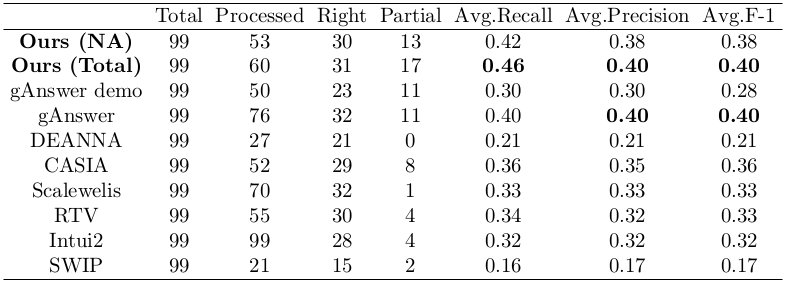 Total Processed Right Partial Avg.Recall Avg.Precision Avg.F-1
Ours (NA) 99 53 30 13 0.42 0.38 0.38
Ours (Total) 99 60 31 17 0.46 0.40 0.40
gAnswer demo 99 50 23 11 0.30 0.30 0.28
gAnswer 99 76 32 11 0.40 0.40 0.40
DEANNA 99 27 21 0 0.21 0.21 0.21
CASIA 99 52 29 8 0.36 0.35 0.36
Scalewelis 99 70 32 1 0.33 0.33 0.33
RTV 99 55 30 4 0.34 0.32 0.33
Intui2 99 99 28 4 0.32 0.32 0.32
SWIP 99 21 15 2 0.16 0.17 0.17